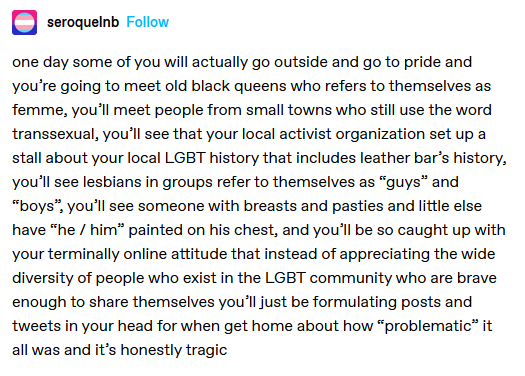 seroquelnb Follow
one day some of you will actually go outside and go to pride and
you're going to meet old black queens who refers to themselves as
femme, you'll meet people from small towns who still use the word
transsexual, you'll see that your local activist organization set up a
stall about your local LGBT history that includes leather bar's history,
you'll see lesbians in groups refer to themselves as “guys” and
“boys”, you'll see someone with breasts and pasties and little else
have “he / him” painted on his chest, and you'll be so caught up with
your terminally online attitude that instead of appreciating the wide
diversity of people who exist in the LGBT community who are brave
enough to share themselves you'll just be formulating posts and
tweets in your head for when get home about how “problematic” it
all was and it's honestly tragic